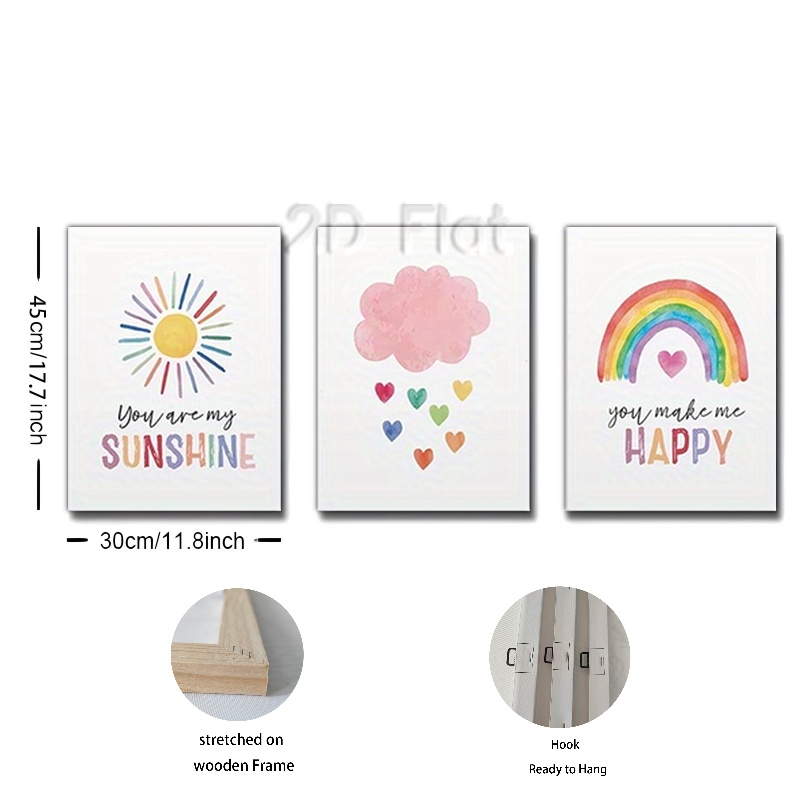 2D Flat
You are my
SUNSHINE
you make me
HAPPY
45cm/17.7inch
30cm/11.8inch
stretched on
wooden Frame
Hook
Ready to Hang